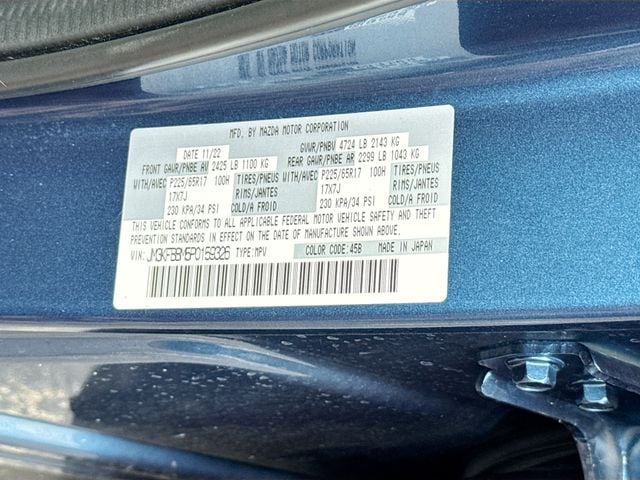 MFD. BY MAZDA MOTOR CORPORATION
DATE 11/22 GVWR/PNBV 4724 LB 2143 KG
FRONT GAWR/PNBE AV 2425 LB 1100 KG REAR GAWR/PNBE AR 2299 LB 1043 KG
WITH/AVEC P225/65R17 100H TIRES/PNEUS WITH/AVEC P225/65R17 100H TIRES/PNEUS
17X7J RIMS/JANTES 17X7J RIMS/JANTES
230 KPA/34 PSI COLD/A FROID 230 KPA/34 PSI COLD/A FROID
THIS VEHICLE CONFORMS TO ALL APPLICABLE FEDERAL MOTOR VEHICLE SAFETY AND THEFT
PREVENTION STANDARDS IN EFFECT ON THE DATE OF MANUFACTURE SHOWN ABOVE.
VIN: JM3KFBBM5P0159326 TYPE:MPV COLOR CODE:45B MADE IN JAPAN